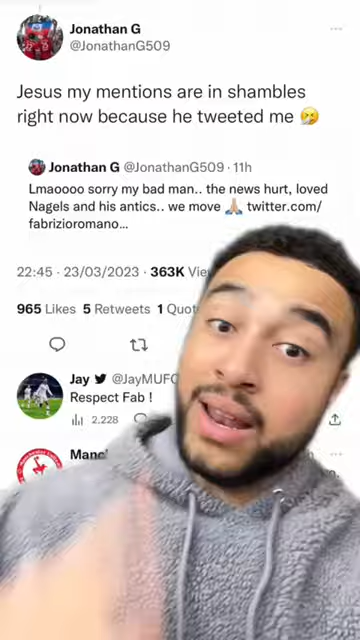 Jonathan G
@JonathanG509
Jesus my mentions are in shambles
right now because he tweeted me 🤧
Jonathan G @JonathanG509 · 11h
Lmaoooo sorry my bad man.. the news hurt, loved
Nagels and his antics.. we move 🙏🏼 twitter.com/
fabrizioromano…
22:45 · 23/03/2023 · 363K
965 Likes 5 Retweets 1
Jay @JayMUFC
Respect Fab !
2,228